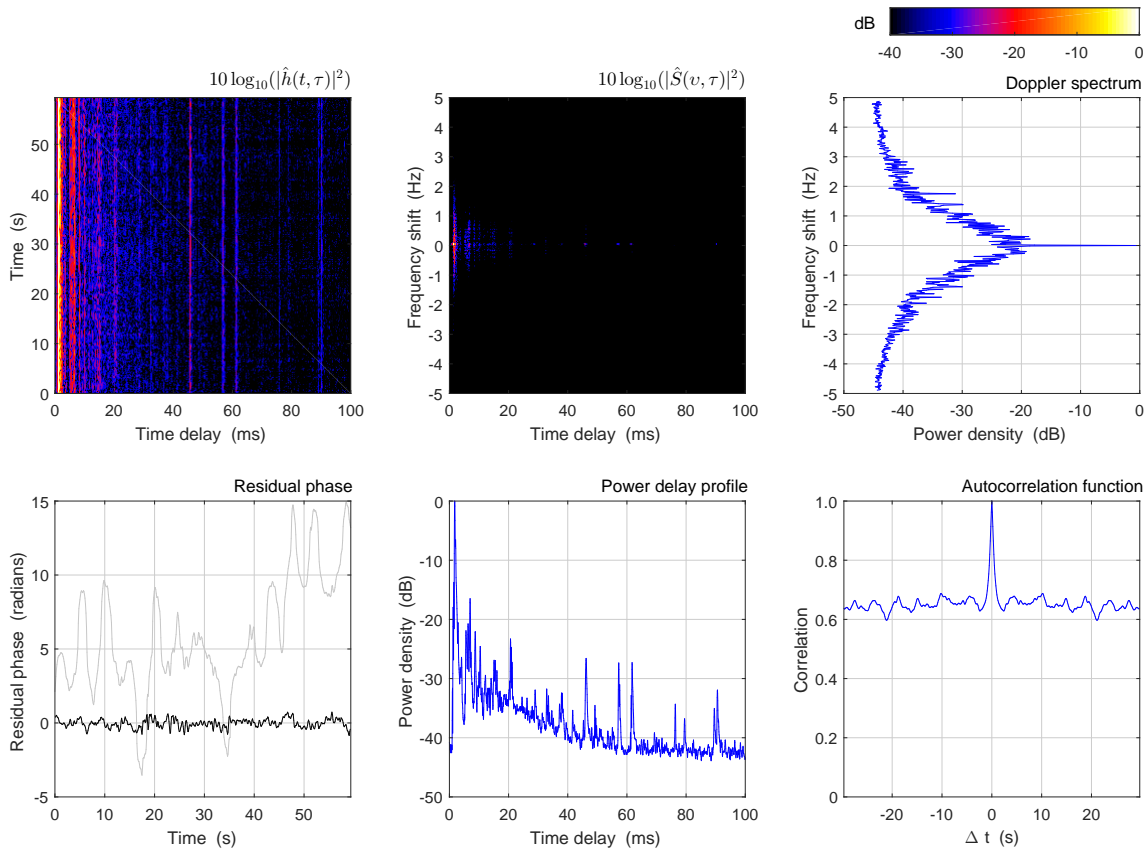 dB
-40 -30 -20 -10 0
10 log₁₀(|ĥ(t, τ)|²)
Time (s)
50
40
30
20
10
0
0 20 40 60 80 100
Time delay (ms)
10 log₁₀(|Ŝ(υ, τ)|²)
Frequency shift (Hz)
5
4
3
2
1
0
-1
-2
-3
-4
-5
0 20 40 60 80 100
Time delay (ms)
Doppler spectrum
Frequency shift (Hz)
5
4
3
2
1
0
-1
-2
-3
-4
-5
-50 -40 -30 -20 -10 0
Power density (dB)
Residual phase
Residual phase (radians)
15
10
5
0
-5
0 10 20 30 40 50
Time (s)
Power delay profile
Power density (dB)
0
-10
-20
-30
-40
-50
0 20 40 60 80 100
Time delay (ms)
Autocorrelation function
Correlation
1.0
0.8
0.6
0.4
0.2
0
-20 -10 0 10 20
Δ t (s)